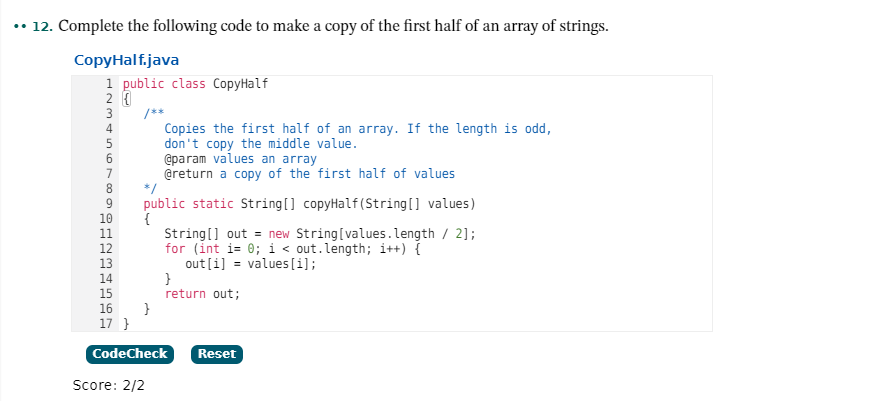 •• 12. Complete the following code to make a copy of the first half of an array of strings.
CopyHalf.java
1 public class CopyHalf
2 {
3    /**
4       Copies the first half of an array. If the length is odd,
5       don't copy the middle value.
6       @param values an array
7       @return a copy of the first half of values
8    */
9    public static String[] copyHalf(String[] values)
10    {
11       String[] out = new String[values.length / 2];
12       for (int i= 0; i < out.length; i++) {
13          out[i] = values[i];
14       }
15       return out;
16    }
17 }
CodeCheck Reset
Score: 2/2